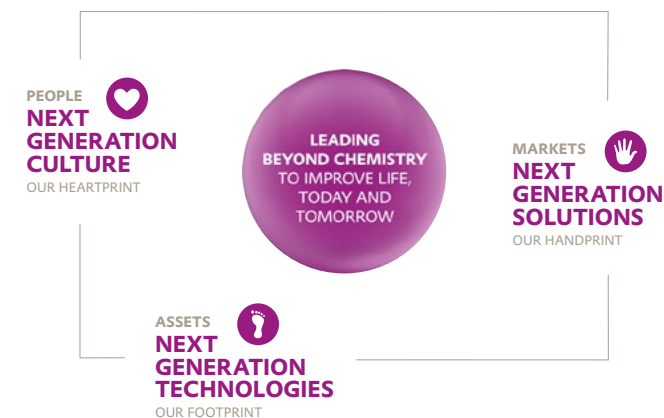 PEOPLE
NEXT
GENERATION
CULTURE
OUR HEARTPRINT
LEADING
BEYOND CHEMISTRY
TO IMPROVE LIFE,
TODAY AND
TOMORROW
MARKETS
NEXT
GENERATION
SOLUTIONS
OUR HANDPRINT
ASSETS
NEXT
GENERATION
TECHNOLOGIES
OUR FOOTPRINT